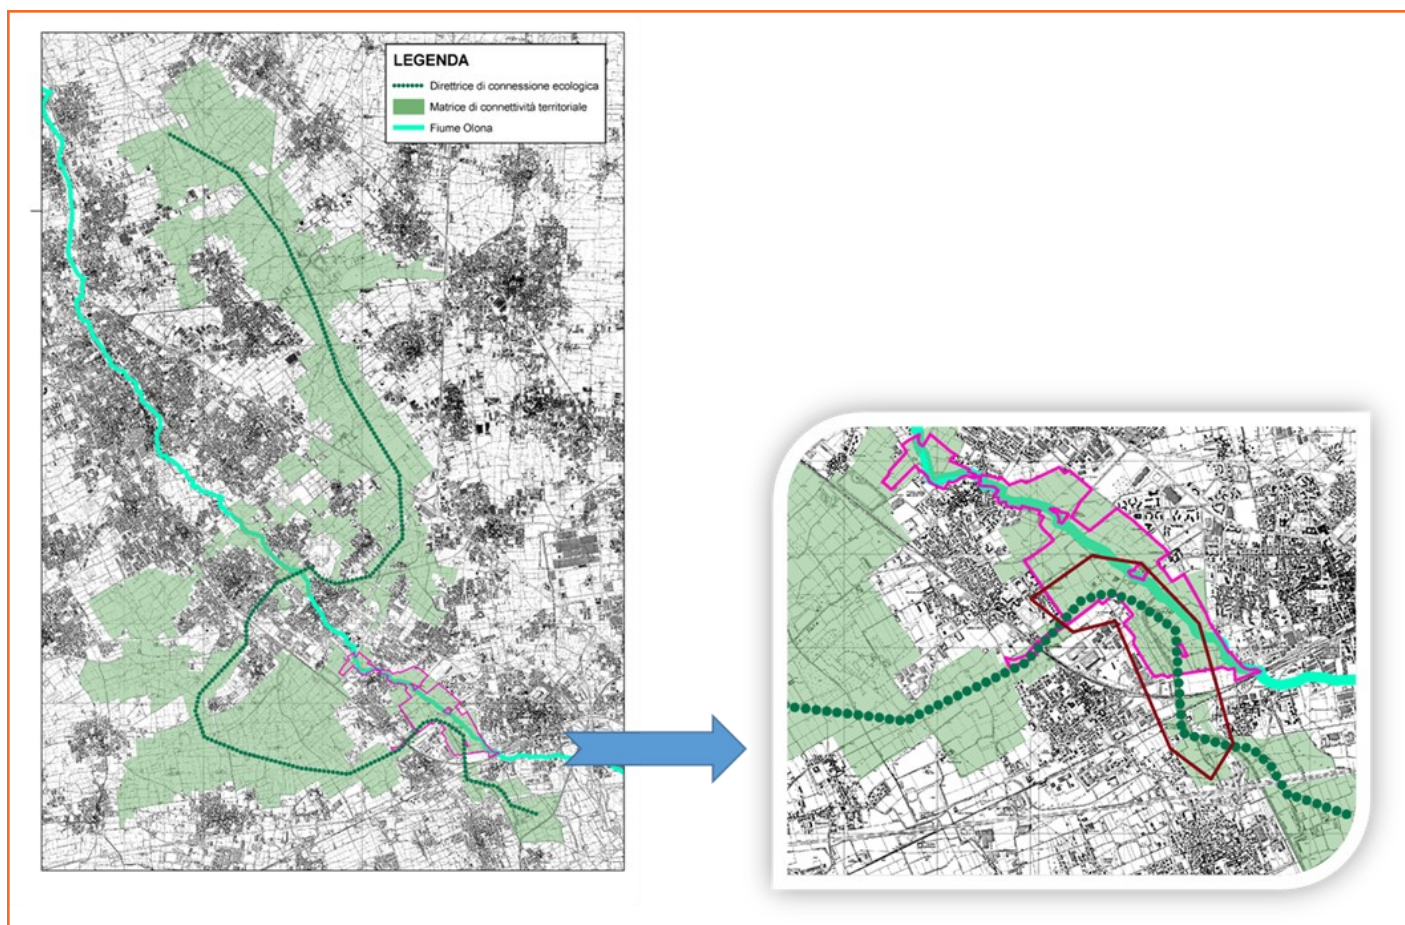 LEGENDA
Direttrice di connessione ecologica
Matrice di connettività territoriale
Fiume Olona